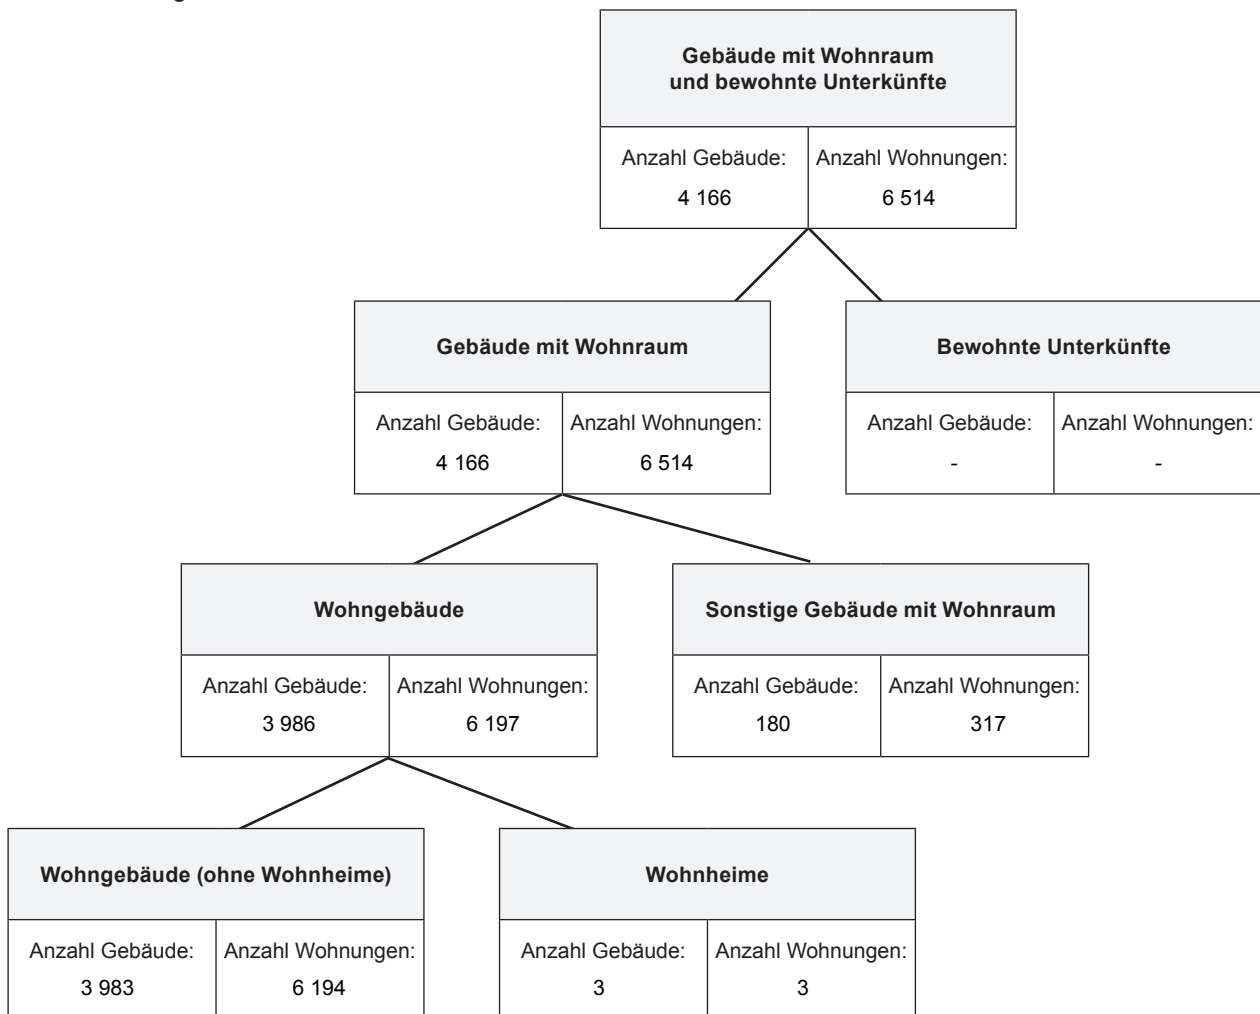 Gebäude mit Wohnraum
und bewohnte Unterkünfte
Anzahl Gebäude: Anzahl Wohnungen:
4 166 6 514
Gebäude mit Wohnraum Bewohnte Unterkünfte
Anzahl Gebäude: Anzahl Wohnungen: Anzahl Gebäude: Anzahl Wohnungen:
4 166 6 514 - -
Wohngebäude Sonstige Gebäude mit Wohnraum
Anzahl Gebäude: Anzahl Wohnungen: Anzahl Gebäude: Anzahl Wohnungen:
3 986 6 197 180 317
Wohngebäude (ohne Wohnheime) Wohnheime
Anzahl Gebäude: Anzahl Wohnungen: Anzahl Gebäude: Anzahl Wohnungen:
3 983 6 194 3 3